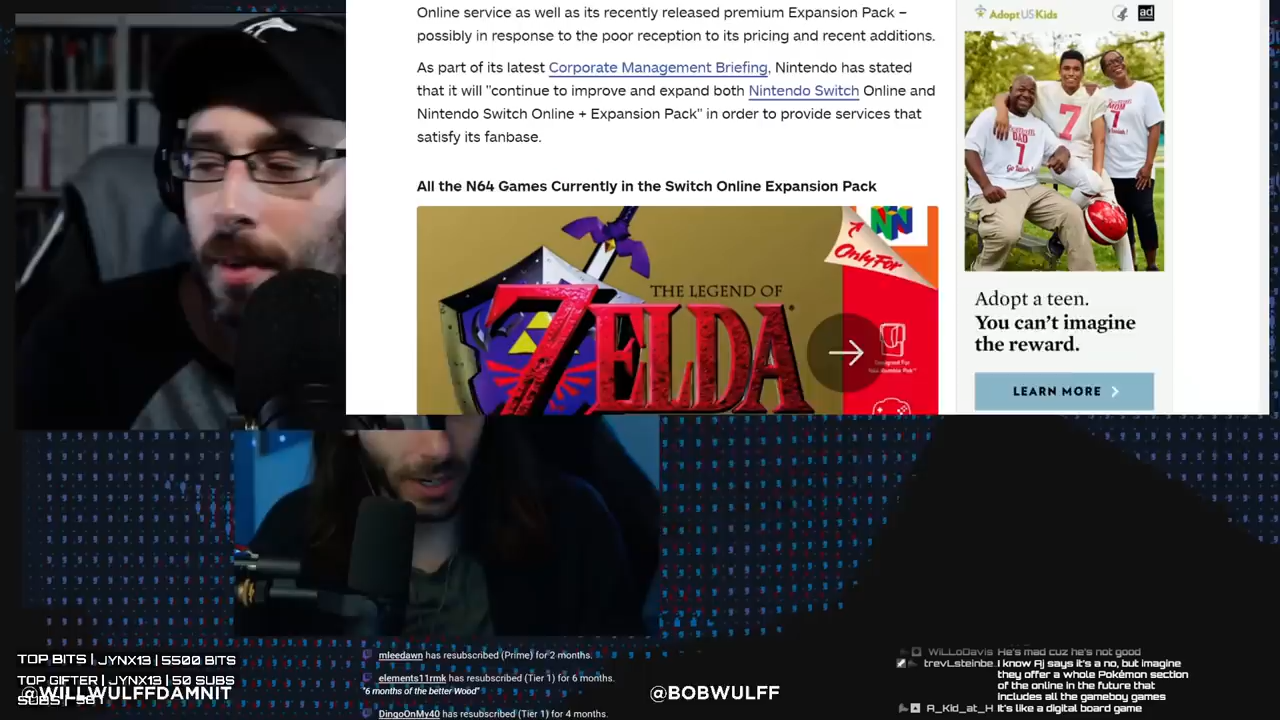 Online service as well as its recently released premium Expansion Pack –
possibly in response to the poor reception to its pricing and recent additions.
As part of its latest Corporate Management Briefing, Nintendo has stated
that it will "continue to improve and expand both Nintendo Switch Online and
Nintendo Switch Online + Expansion Pack" in order to provide services that
satisfy its fanbase.
All the N64 Games Currently in the Switch Online Expansion Pack
Only For
THE LEGEND OF
ZELDA
AdoptUSKids
ad
DAD
7
7
MOM
7
Adopt a teen.
You can't imagine
the reward.
LEARN MORE
TOP BITS | JYNX13 | 5500 BITS
TOP GIFTER | JYNX13 | 50 SUBS
@WILLWULFFDAMNIT
mleedawn has resubscribed (Prime) for 2 months.
elements11rmk has resubscribed (Tier 1) for 6 months.
"6 months of the better Wood"
DingoOnMy40 has resubscribed (Tier 1) for 4 months.
@BOBWULFF
WiLLoDavis He's mad cuz he's not good
trevLsteinbe I know Aj says it's a no, but imagine
they offer a whole Pokémon section
of the online in the future that
includes all the gameboy games
A_Kid_at_H It's like a digital board game